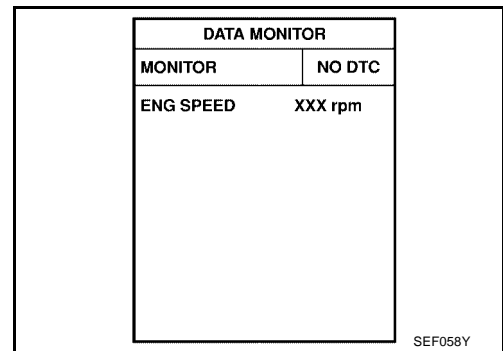 DATA MONITOR
MONITOR NO DTC
ENG SPEED XXX rpm
SEF058Y